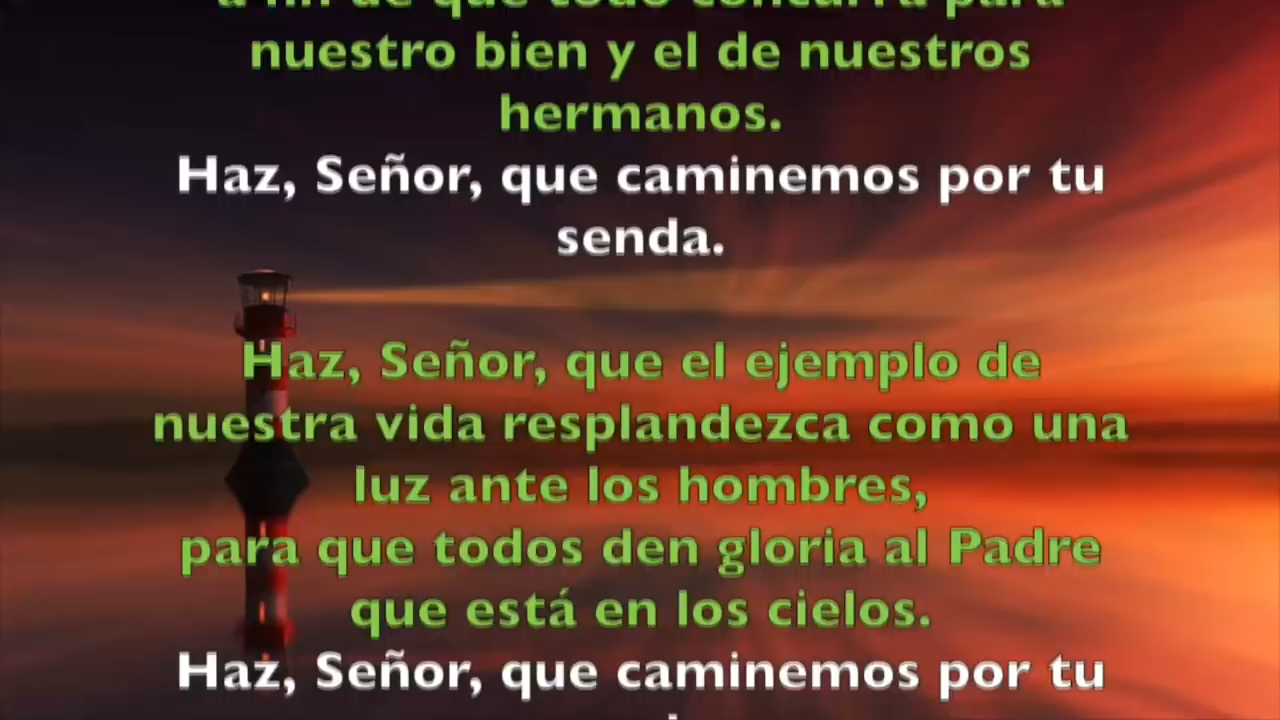 a fin de que todo concurra para
nuestro bien y el de nuestros
hermanos.
Haz, Señor, que caminemos por tu
senda.
Haz, Señor, que el ejemplo de
nuestra vida resplandezca como una
luz ante los hombres,
para que todos den gloria al Padre
que está en los cielos.
Haz, Señor, que caminemos por tu